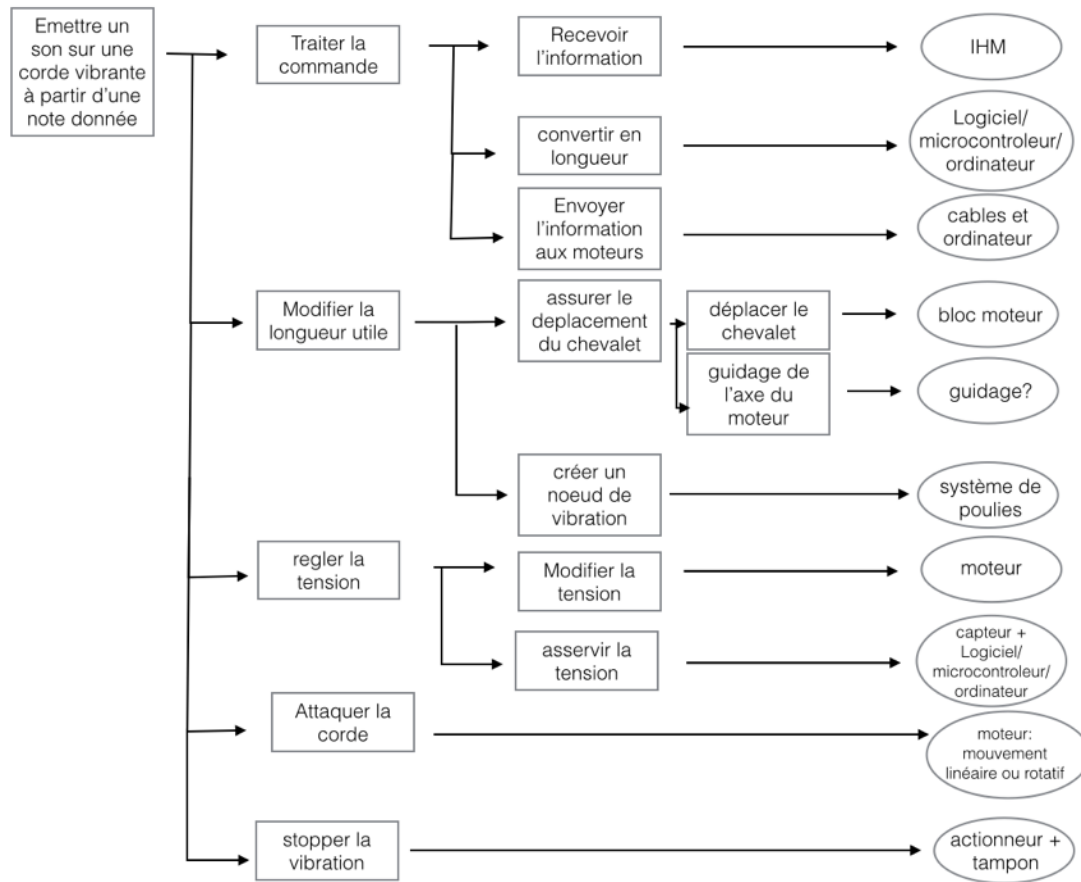 Emettre un
son sur une
corde vibrante
à partir d'une
note donnée
Traiter la
commande
Recevoir
l'information
IHM
convertir en
longueur
Logiciel/
microcontroleur/
ordinateur
Envoyer
l'information
aux moteurs
cables et
ordinateur
Modifier la
longueur utile
assurer le
deplacement
du chevalet
déplacer le
chevalet
bloc moteur
guidage de
l'axe du
moteur
guidage?
créer un
noeud de
vibration
système de
poulies
regler la
tension
Modifier la
tension
moteur
asservir la
tension
capteur +
Logiciel/
microcontroleur/
ordinateur
Attaquer la
corde
moteur:
mouvement
linéaire ou rotatif
stopper la
vibration
actionneur +
tampon